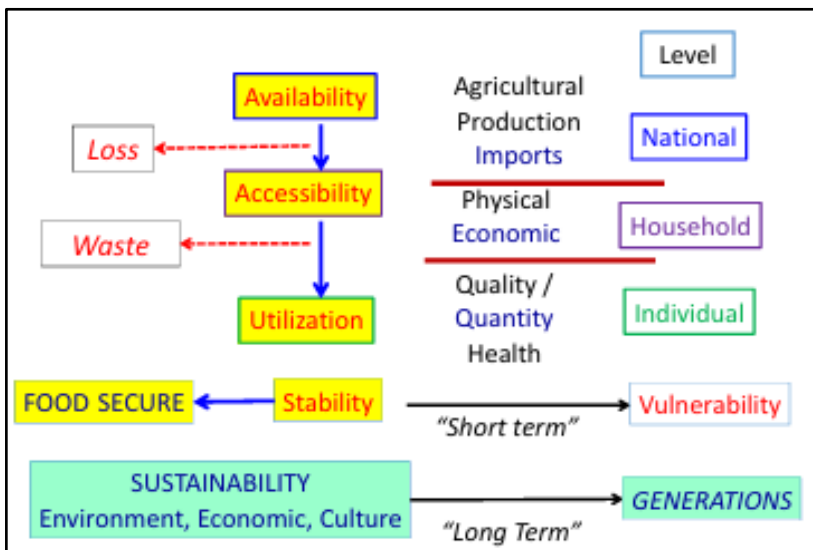 Level
Availability
Agricultural
Production
Imports
National
Loss
Accessibility
Physical
Economic
Household
Waste
Utilization
Quality /
Quantity
Health
Individual
FOOD SECURE
Stability
"Short term"
Vulnerability
SUSTAINABILITY
Environment, Economic, Culture
"Long Term"
GENERATIONS